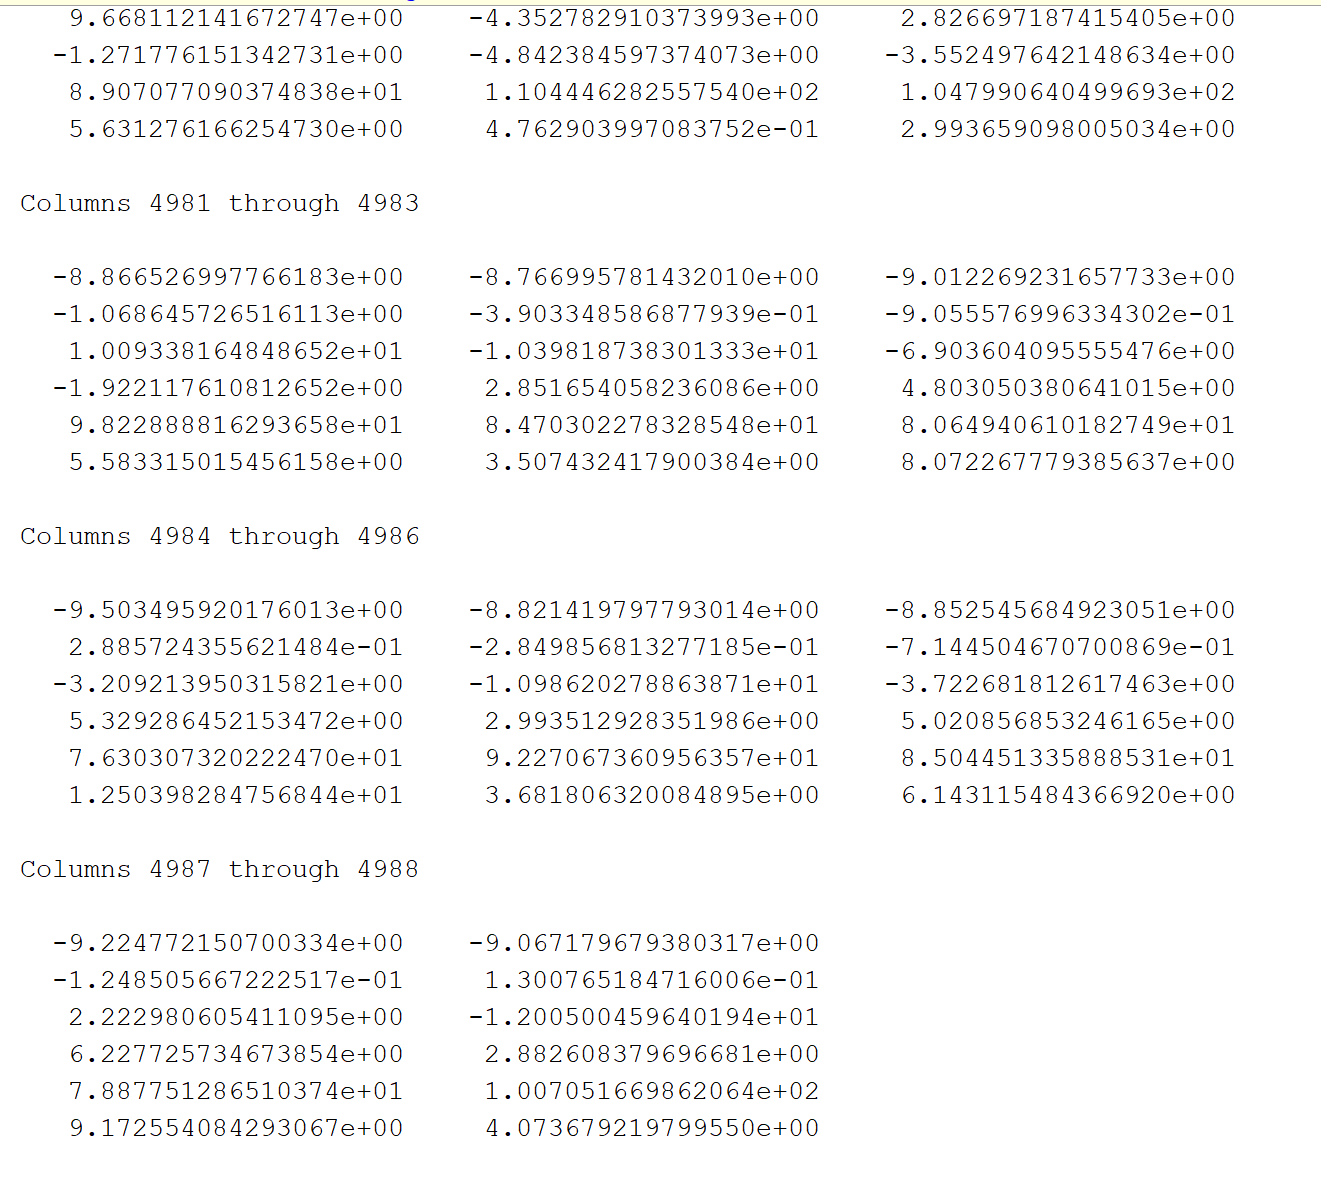 9.668112141672747e+00 -4.352782910373993e+00 2.826697187415405e+00
-1.271776151342731e+00 -4.842384597374073e+00 -3.552497642148634e+00
8.907077090374838e+01 1.104446282557540e+02 1.047990640499693e+02
5.631276166254730e+00 4.762903997083752e-01 2.993659098005034e+00
Columns 4981 through 4983
-8.866526997766183e+00 -8.766995781432010e+00 -9.012269231657733e+00
-1.068645726516113e+00 -3.903348586877939e-01 -9.055576996334302e-01
1.009338164848652e+01 -1.039818738301333e+01 -6.903604095555476e+00
-1.922117610812652e+00 2.851654058236086e+00 4.803050380641015e+00
9.822888816293658e+01 8.470302278328548e+01 8.064940610182749e+01
5.583315015456158e+00 3.507432417900384e+00 8.072267779385637e+00
Columns 4984 through 4986
-9.503495920176013e+00 -8.821419797793014e+00 -8.852545684923051e+00
2.885724355621484e-01 -2.849856813277185e-01 -7.144504670700869e-01
-3.209213950315821e+00 -1.098620278863871e+01 -3.722681812617463e+00
5.329286452153472e+00 2.993512928351986e+00 5.020856853246165e+00
7.630307320222470e+01 9.227067360956357e+01 8.504451335888531e+01
1.250398284756844e+01 3.681806320084895e+00 6.143115484366920e+00
Columns 4987 through 4988
-9.224772150700334e+00 -9.067179679380317e+00
-1.248505667222517e-01 1.300765184716006e-01
2.222980605411095e+00 -1.200500459640194e+01
6.227725734673854e+00 2.882608379696681e+00
7.887751286510374e+01 1.007051669862064e+02
9.172554084293067e+00 4.073679219799550e+00